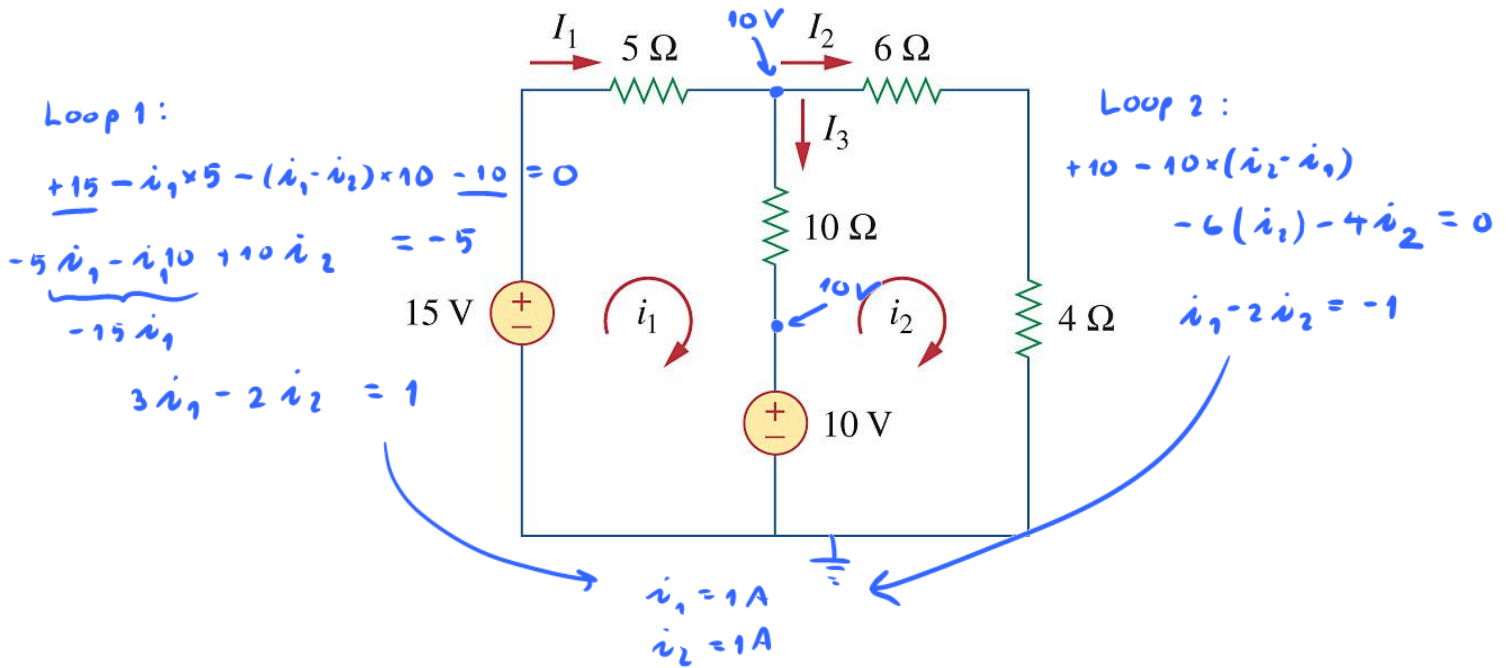 10V
I₁
5 Ω
I₂
6 Ω
Loop 1:
+15 - i₁×5 - (i₁-i₂)×10 -10 = 0
-5i₁ - i₁10 + 10i₂ = -5
-15i₁
3i₁ - 2i₂ = 1
I₃
10 Ω
15 V
+
−
i₁
10V
i₂
4 Ω
+
−
10 V
Loop 2:
+10 - 10×(i₂-i₁)
-6(i₂) - 4i₂ = 0
i₁ - 2i₂ = -1
i₁ = 1A
i₂ = 1A